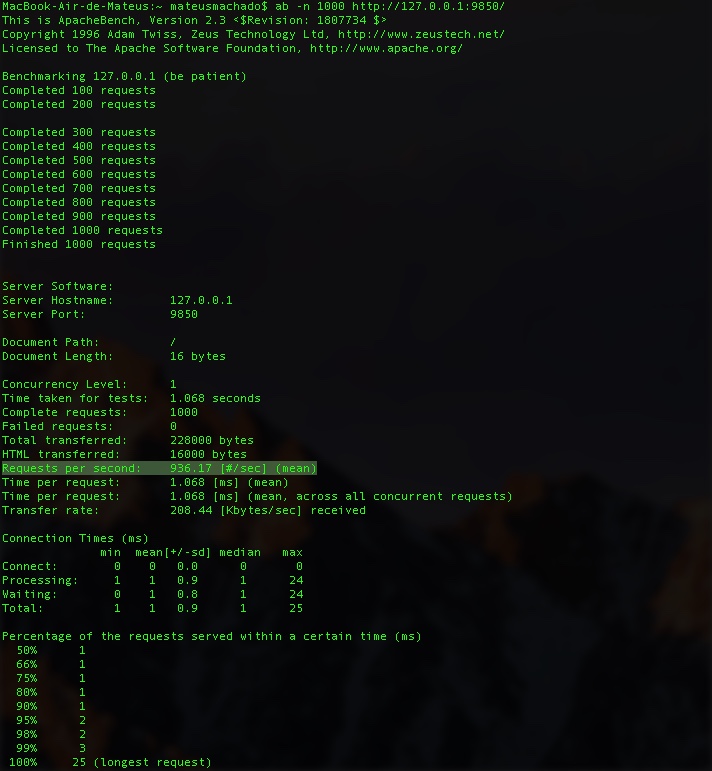 MacBook-Air-de-Mateus:~ mateusmachado$ ab -n 1000 http://127.0.0.1:9850/
This is ApacheBench, Version 2.3 <$Revision: 1807734 $>
Copyright 1996 Adam Twiss, Zeus Technology Ltd, http://www.zeustech.net/
Licensed to The Apache Software Foundation, http://www.apache.org/

Benchmarking 127.0.0.1 (be patient)
Completed 100 requests
Completed 200 requests

Completed 300 requests
Completed 400 requests
Completed 500 requests
Completed 600 requests
Completed 700 requests
Completed 800 requests
Completed 900 requests
Completed 1000 requests
Finished 1000 requests


Server Software:
Server Hostname:        127.0.0.1
Server Port:            9850

Document Path:          /
Document Length:        16 bytes

Concurrency Level:      1
Time taken for tests:   1.068 seconds
Complete requests:      1000
Failed requests:        0
Total transferred:      228000 bytes
HTML transferred:       16000 bytes
Requests per second:    936.17 [#/sec] (mean)
Time per request:       1.068 [ms] (mean)
Time per request:       1.068 [ms] (mean, across all concurrent requests)
Transfer rate:          208.44 [Kbytes/sec] received

Connection Times (ms)
              min  mean[+/-sd] median   max
Connect:        0    0   0.0      0       0
Processing:     1    1   0.9      1      24
Waiting:        0    1   0.8      1      24
Total:          1    1   0.9      1      25

Percentage of the requests served within a certain time (ms)
  50%      1
  66%      1
  75%      1
  80%      1
  90%      1
  95%      2
  98%      2
  99%      3
 100%     25 (longest request)